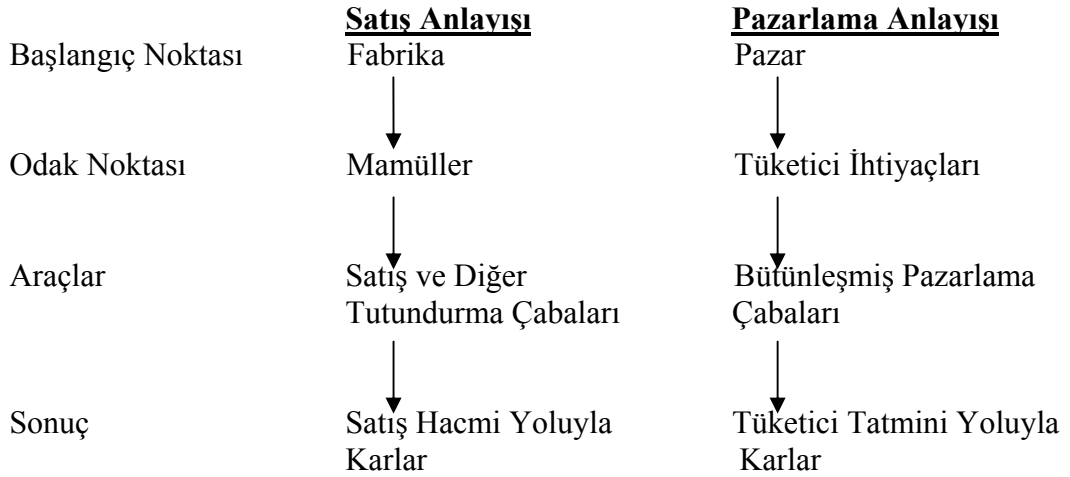 Satış Anlayışı Pazarlama Anlayışı
Başlangıç Noktası Fabrika Pazar
Odak Noktası Mamüller Tüketici İhtiyaçları
Araçlar Satış ve Diğer Bütünleşmiş Pazarlama
Tutundurma Çabaları Çabaları
Sonuç Satış Hacmi Yoluyla Tüketici Tatmini Yoluyla
Karlar Karlar